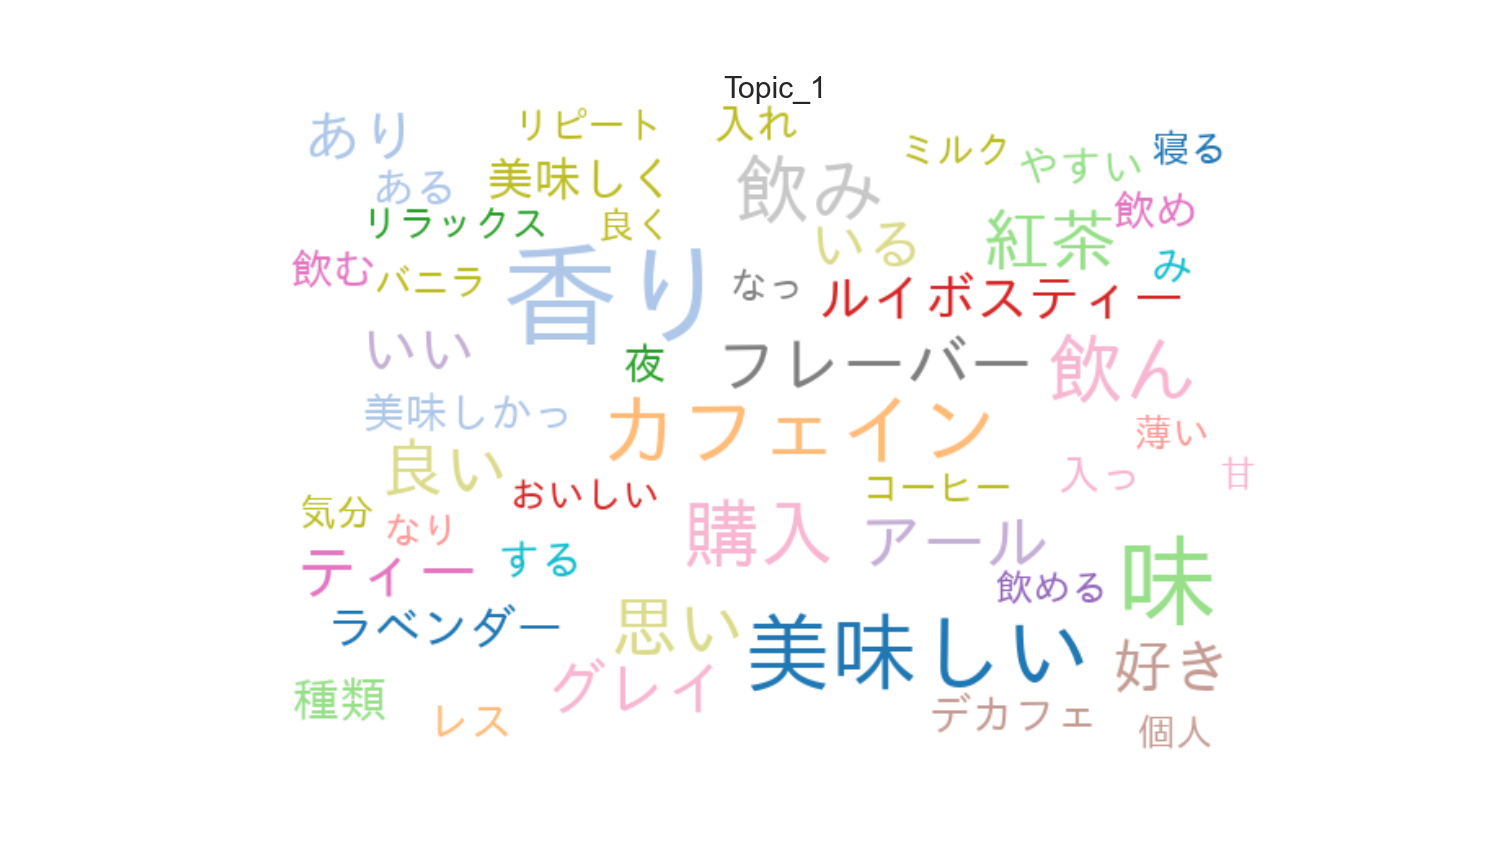 Topic_1
あり
リピート
入れ
ミルク
やすい
寝る
ある
美味しく
飲み
飲め
リラックス
良く
いる
紅茶
み
飲む
バニラ
香り
なっ
ルイボスティー
いい
夜
フレーバー
飲ん
美味しかっ
カフェイン
薄い
良い
おいしい
コーヒー
入っ
甘
気分
なり
購入
アール
ティー
する
飲める
味
ラベンダー
思い
美味しい
好き
種類
グレイ
レス
デカフェ
個人